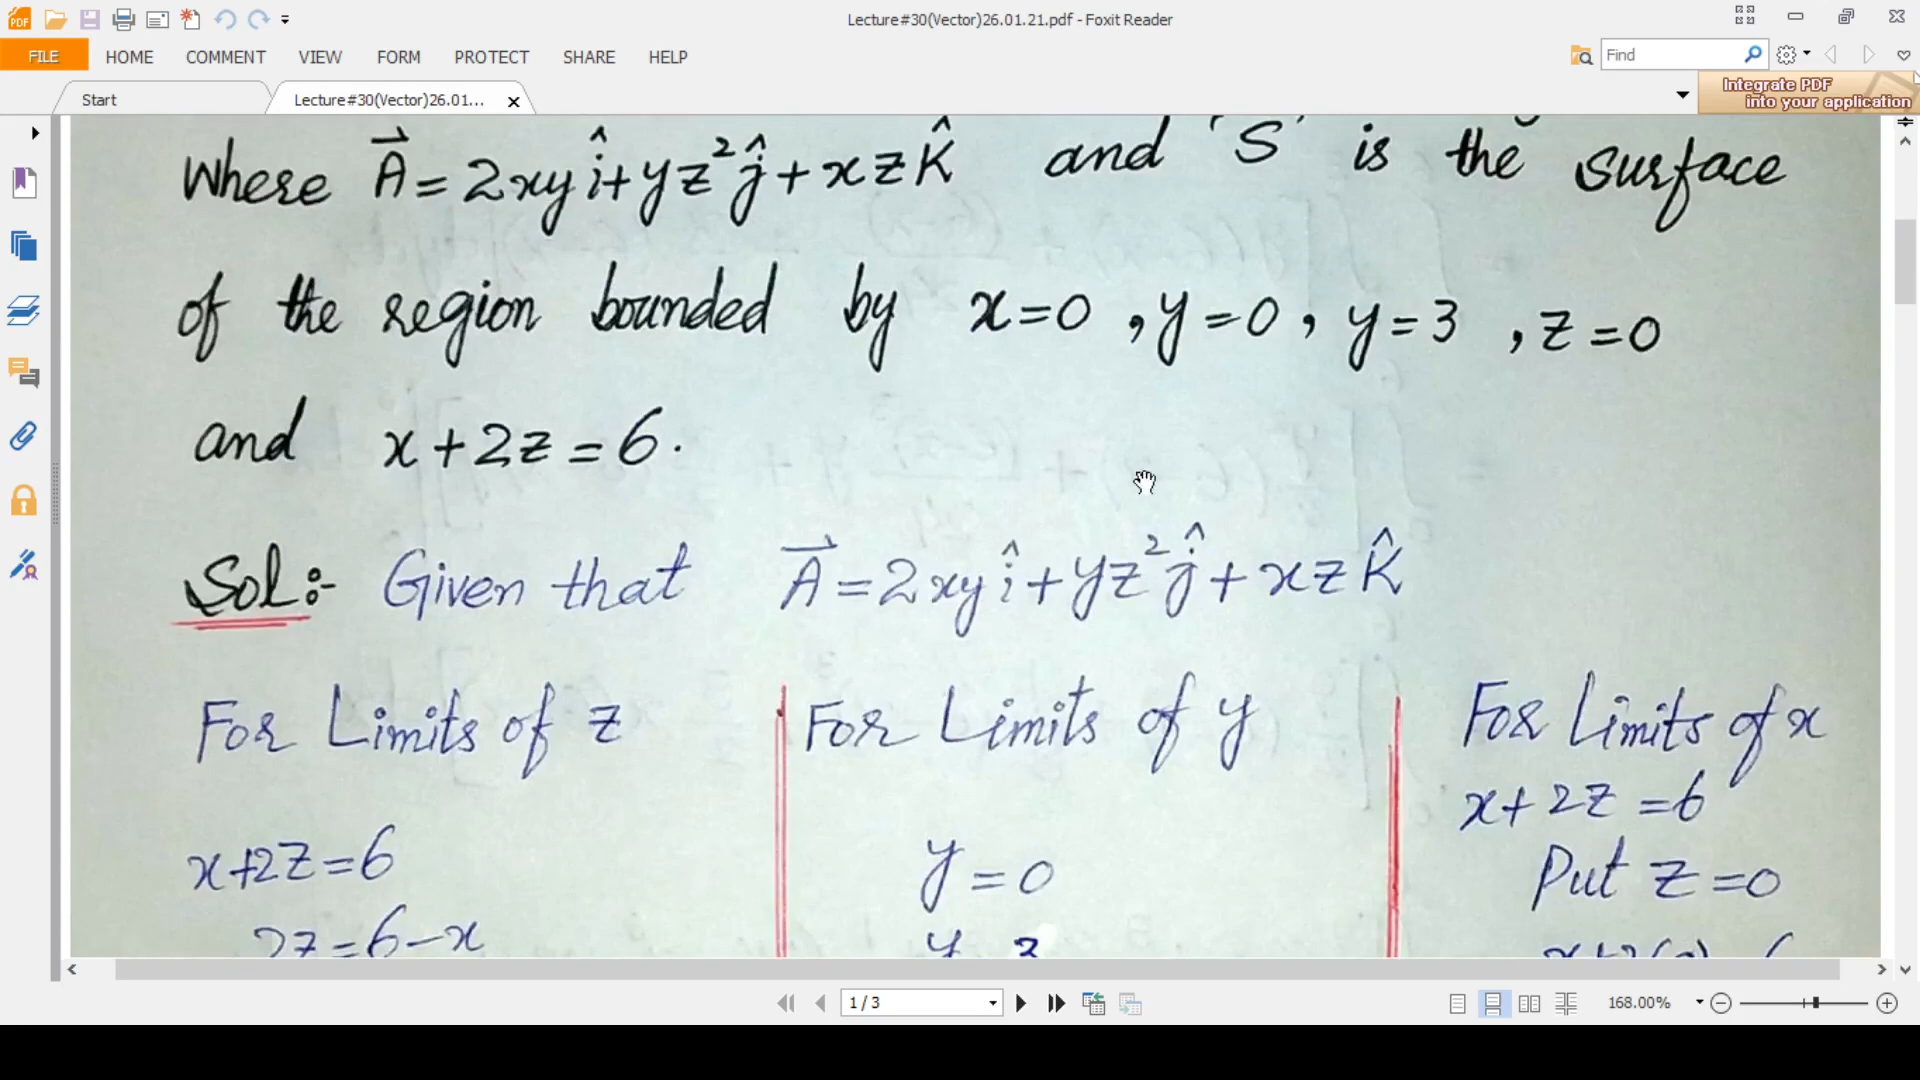 Lecture#30(Vector)26.01.21.pdf - Foxit Reader
FILE HOME COMMENT VIEW FORM PROTECT SHARE HELP
Find
Start Lecture#30(Vector)26.01...
Integrate PDF
into your application
Where A⃗ = 2xy î + yz² ĵ + xz K̂ and 'S' is the surface
of the region bounded by x=0, y=0, y=3, z=0
and x+2z=6.
Sol:- Given that A⃗ = 2xy î + yz² ĵ + xz K̂
For Limits of z
x+2z=6
2z=6-x
For Limits of y
y=0
For Limits of x
x+2z=6
Put z=0
1 / 3
168.00%